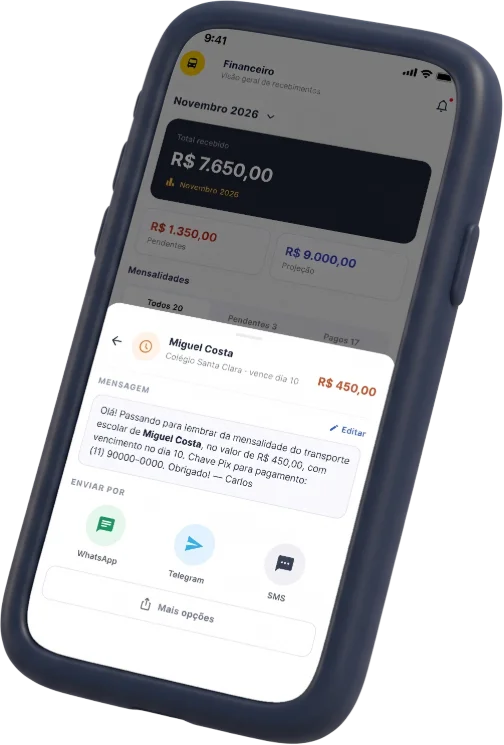 9:41
Financeiro
Visão geral de recebimentos
Novembro 2026
Total recebido
R$ 7.650,00
Novembro 2026
R$ 1.350,00
Pendentes
R$ 9.000,00
Projeção
Mensalidades
Todos 20
Pendentes 3
Pagos 17
Miguel Costa
Colégio Santa Clara · vence dia 10
R$ 450,00
MENSAGEM
Editar
Olá! Passando para lembrar da mensalidade do transporte
escolar de Miguel Costa, no valor de R$ 450,00, com
vencimento no dia 10. Chave Pix para pagamento:
(11) 90000-0000. Obrigado! — Carlos
ENVIAR POR
WhatsApp
Telegram
SMS
Mais opções